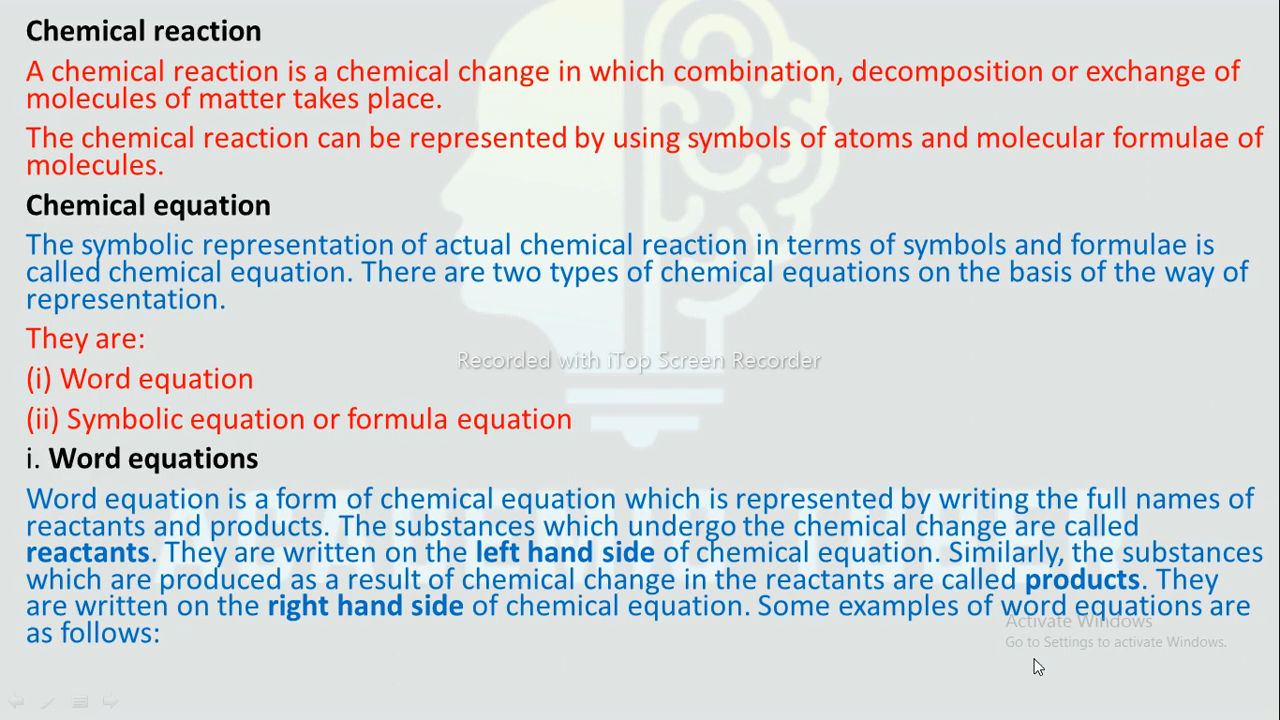 Chemical reaction
A chemical reaction is a chemical change in which combination, decomposition or exchange of
molecules of matter takes place.
The chemical reaction can be represented by using symbols of atoms and molecular formulae of
molecules.
Chemical equation
The symbolic representation of actual chemical reaction in terms of symbols and formulae is
called chemical equation. There are two types of chemical equations on the basis of the way of
representation.
They are:
Recorded with iTop Screen Recorder
(i) Word equation
(ii) Symbolic equation or formula equation
i. Word equations
Word equation is a form of chemical equation which is represented by writing the full names of
reactants and products. The substances which undergo the chemical change are called
reactants. They are written on the left hand side of chemical equation. Similarly, the substances
which are produced as a result of chemical change in the reactants are called products. They
are written on the right hand side of chemical equation. Some examples of word equations are
as follows:
Activate Windows
Go to Settings to activate Windows.